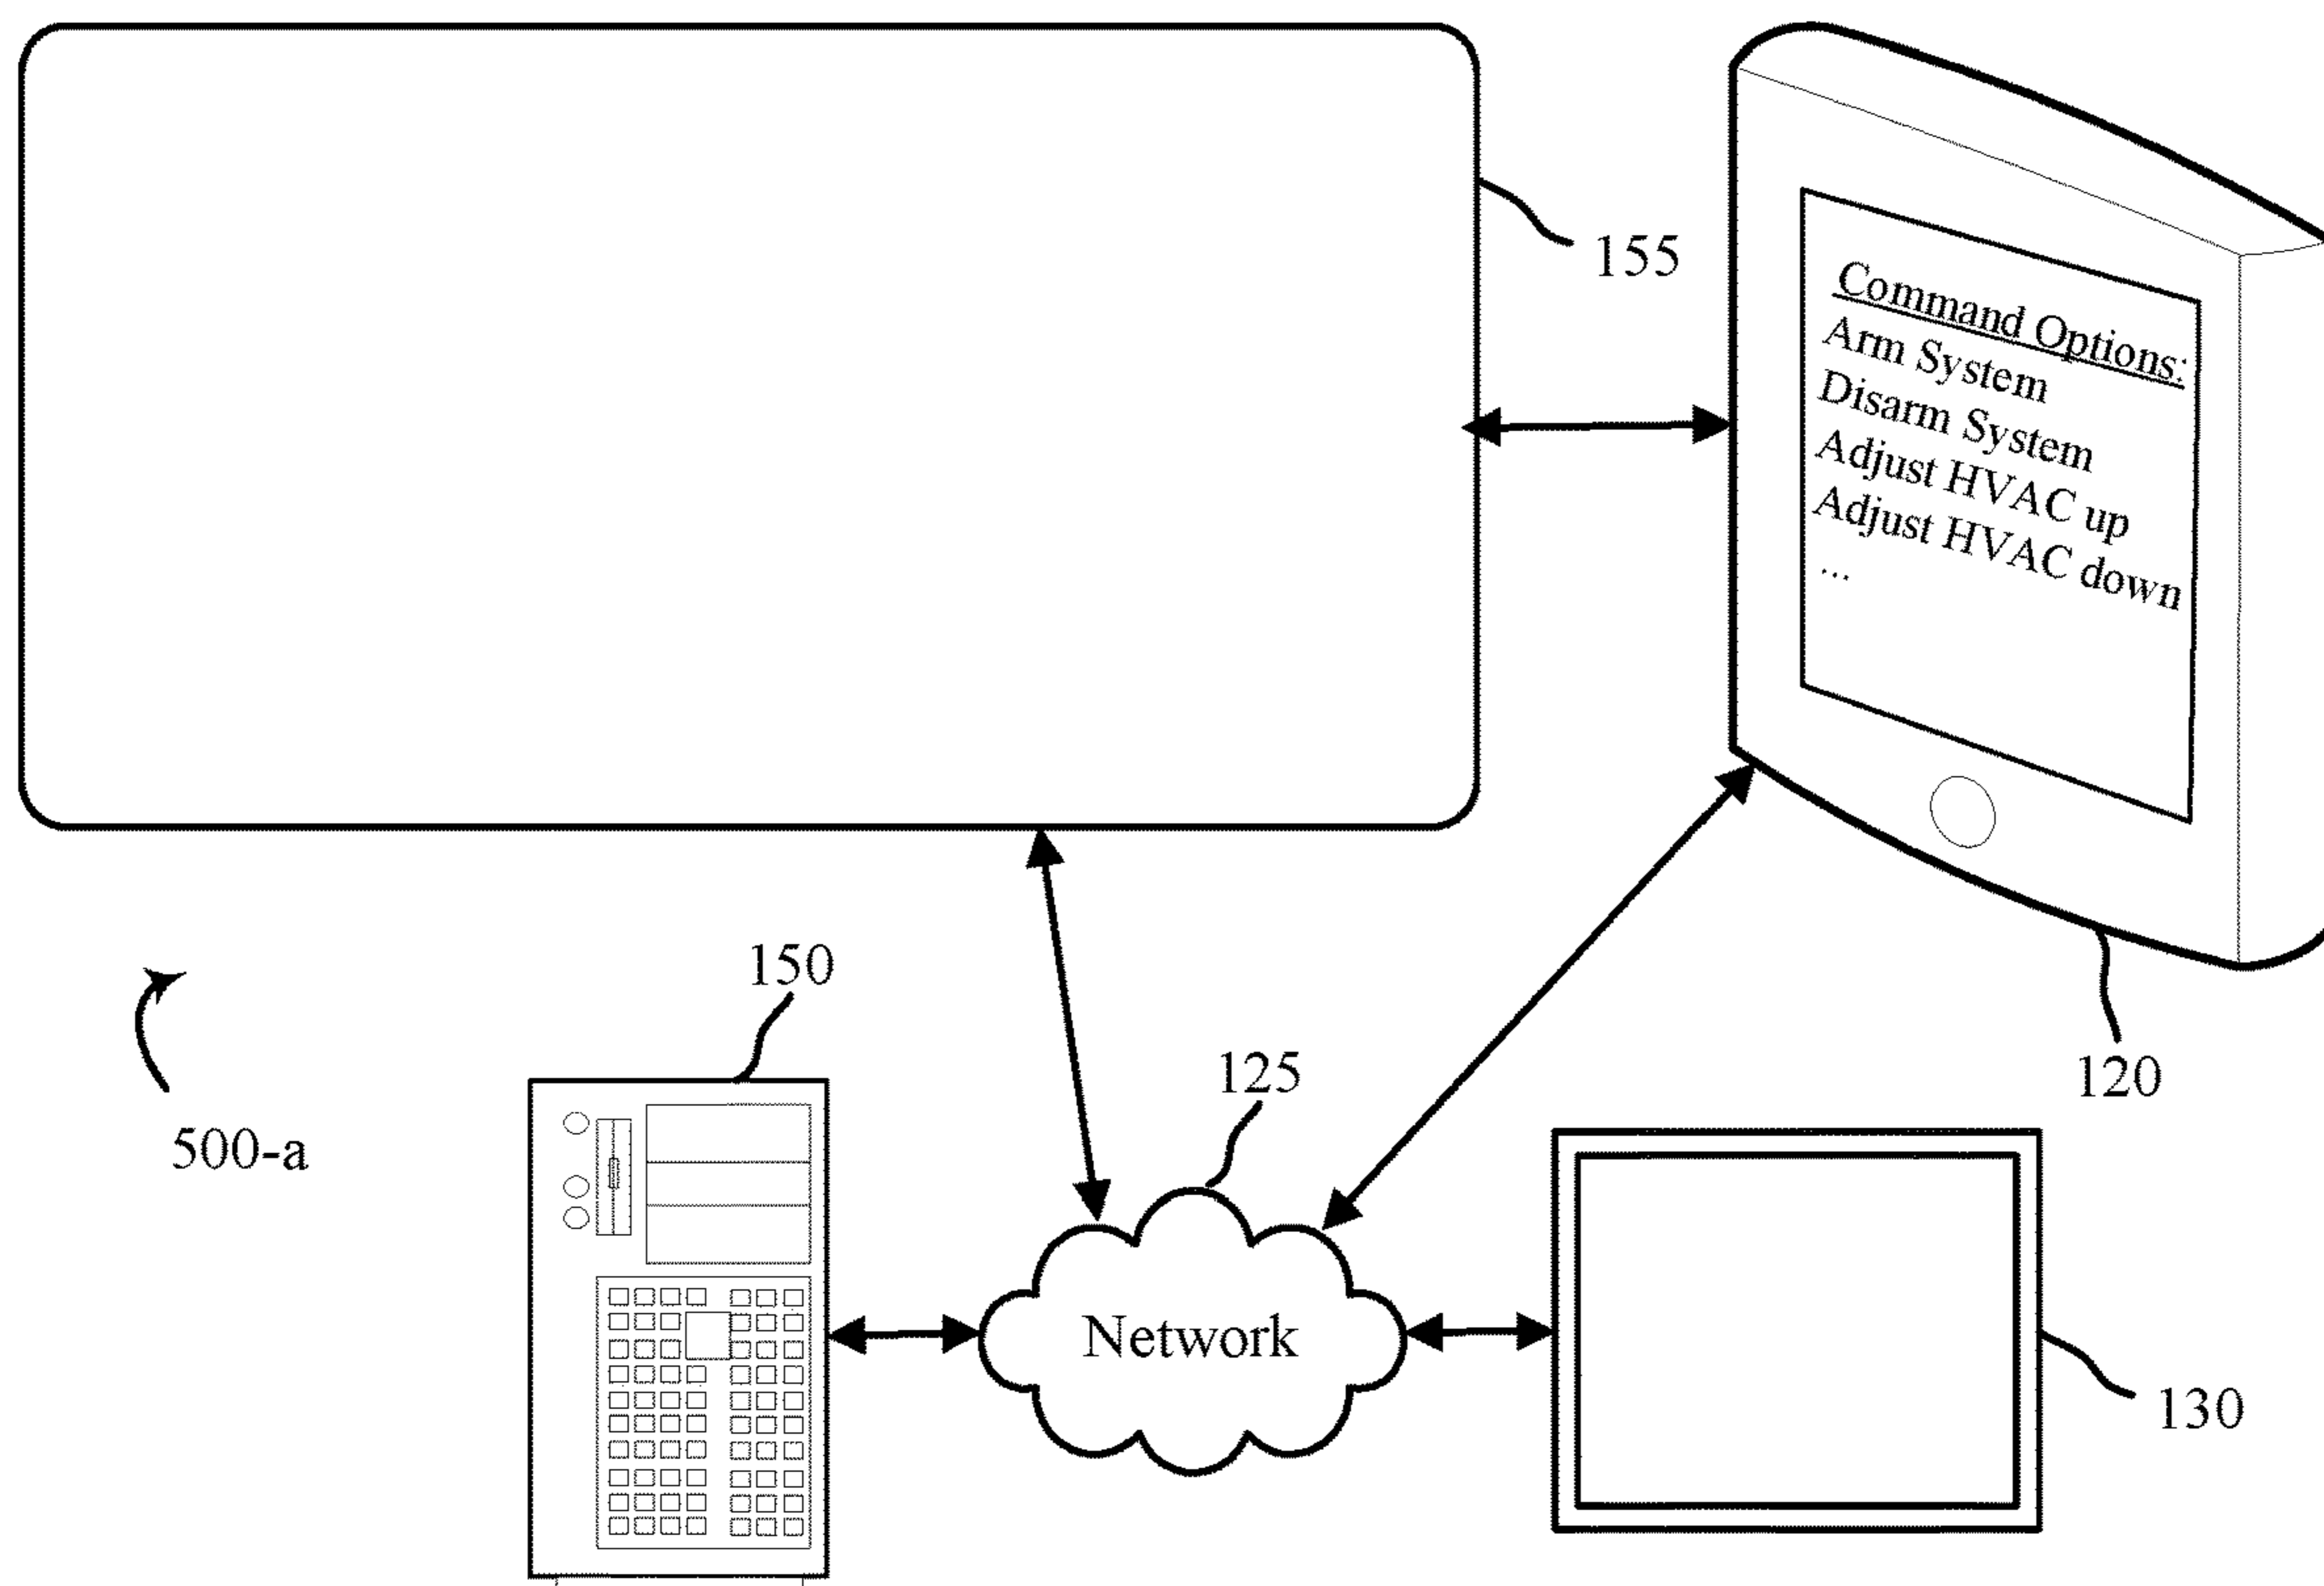 155
Command Options:
Arm System
Disarm System
Adjust HVAC up
Adjust HVAC down
...
150
125
120
500-a
Network
130